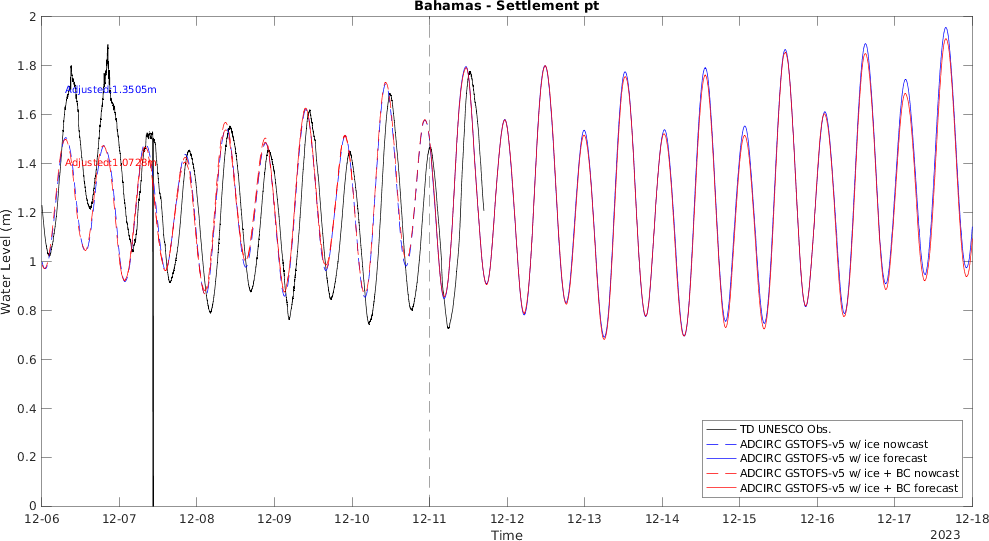 Bahamas - Settlement pt
2
1.8
1.6
1.4
1.2
1
0.8
0.6
0.4
0.2
0
Water Level (m)
Adjusted:1.3505m
Adjusted:1.0728m
TD UNESCO Obs.
ADCIRC GSTOFS-v5 w/ ice nowcast
ADCIRC GSTOFS-v5 w/ ice forecast
ADCIRC GSTOFS-v5 w/ ice + BC nowcast
ADCIRC GSTOFS-v5 w/ ice + BC forecast
12-06 12-07 12-08 12-09 12-10 12-11 12-12 12-13 12-14 12-15 12-16 12-17 12-18
Time
2023